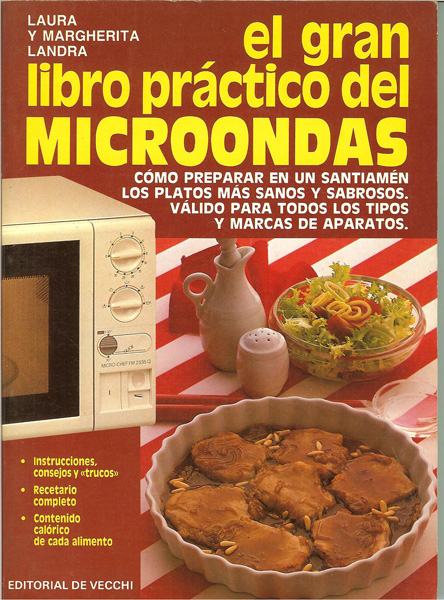 LAURA
Y MARGHERITA
LANDRA
el gran
libro práctico del
MICROONDAS
CÓMO PREPARAR EN UN SANTIAMÉN
LOS PLATOS MÁS SANOS Y SABROSOS.
VÁLIDO PARA TODOS LOS TIPOS
Y MARCAS DE APARATOS.
MICRO-CHEF FM 2935 Q
• Instrucciones,
consejos y «trucos»
• Recetario
completo
• Contenido
calórico
de cada alimento
EDITORIAL DE VECCHI